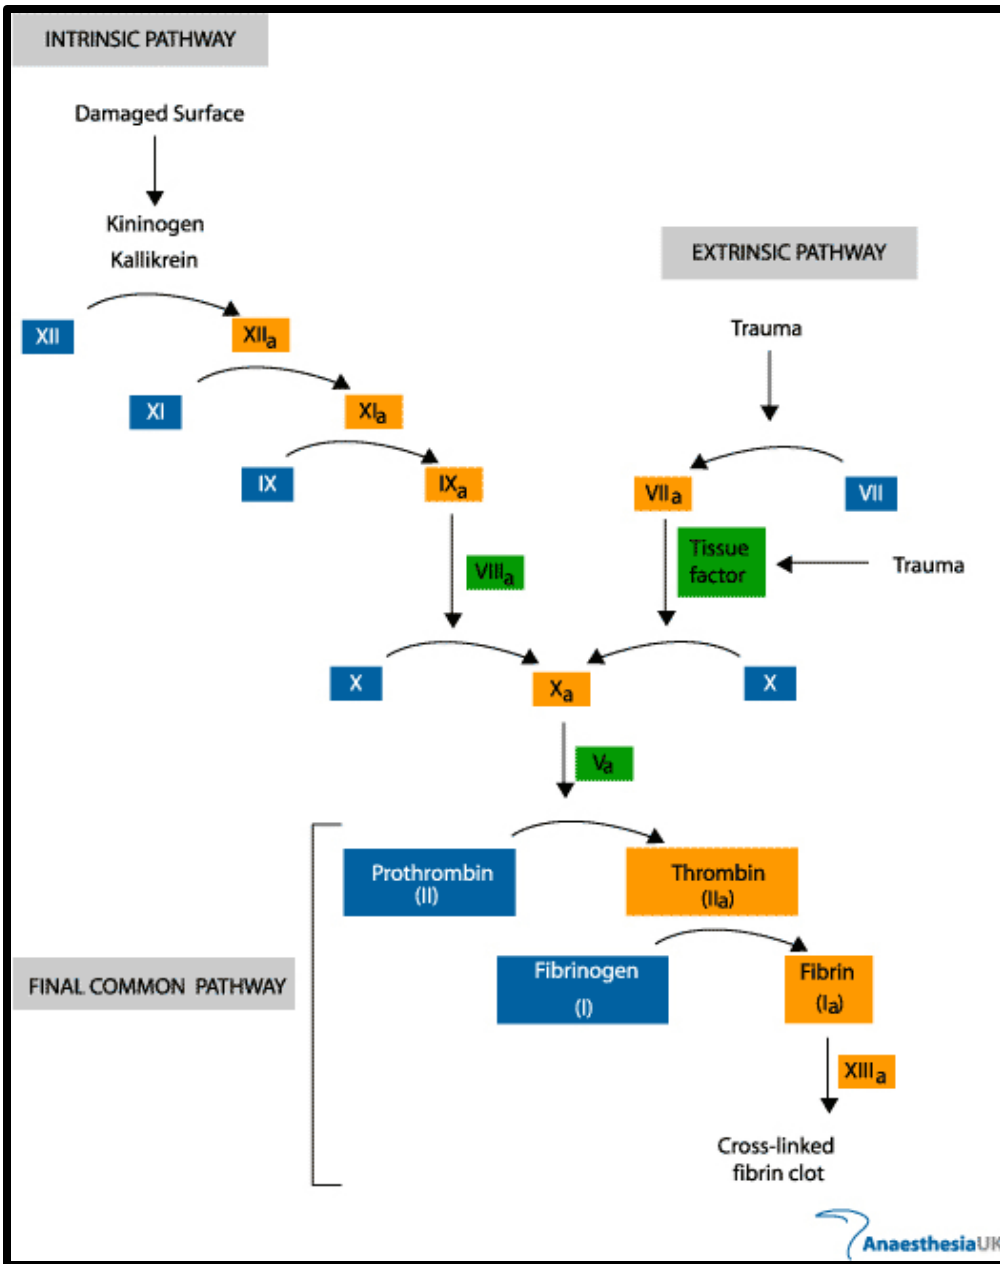 INTRINSIC PATHWAY
Damaged Surface
Kininogen
Kallikrein
EXTRINSIC PATHWAY
Trauma
XII
XIIa
XI
XIa
IX
IXa
VIIa
VII
VIIIa
Tissue
factor
Trauma
X
Xa
X
Va
Prothrombin
(II)
Thrombin
(IIa)
FINAL COMMON PATHWAY
Fibrinogen
(I)
Fibrin
(Ia)
XIIIa
Cross-linked
fibrin clot
AnaesthesiaUK